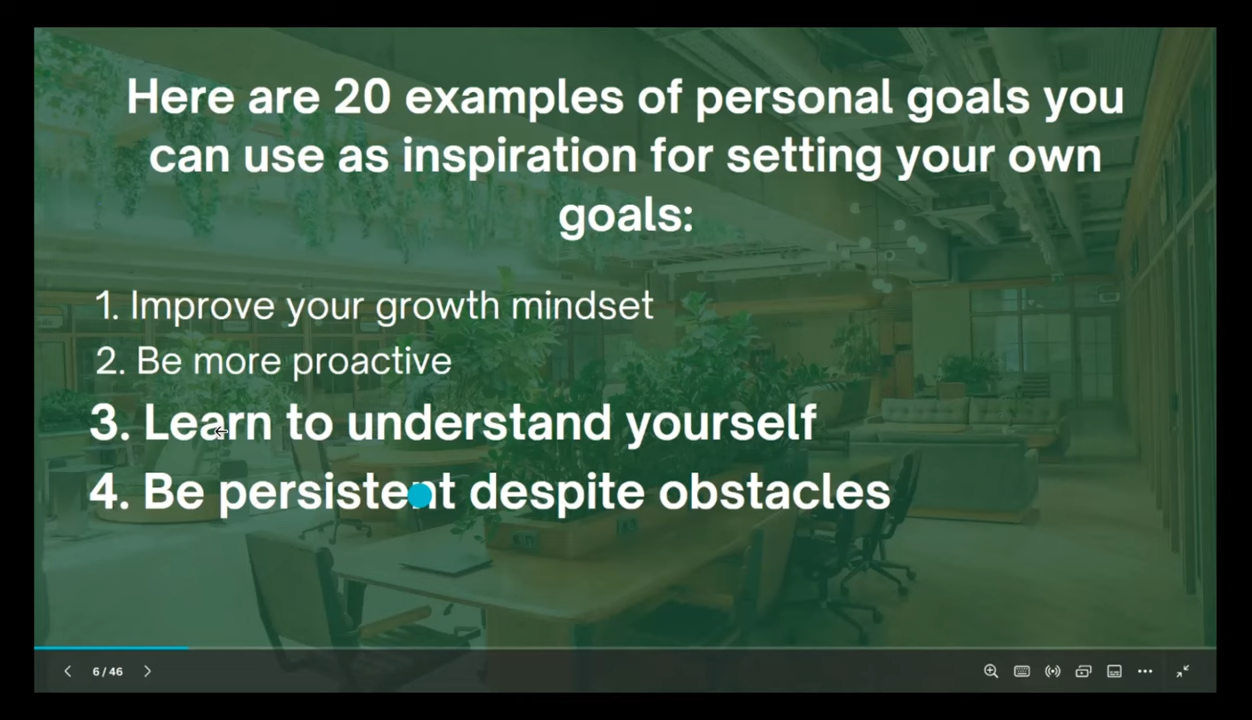 Here are 20 examples of personal goals you
can use as inspiration for setting your own
goals:
1. Improve your growth mindset
2. Be more proactive
3. Learn to understand yourself
4. Be persistent despite obstacles
6 / 46